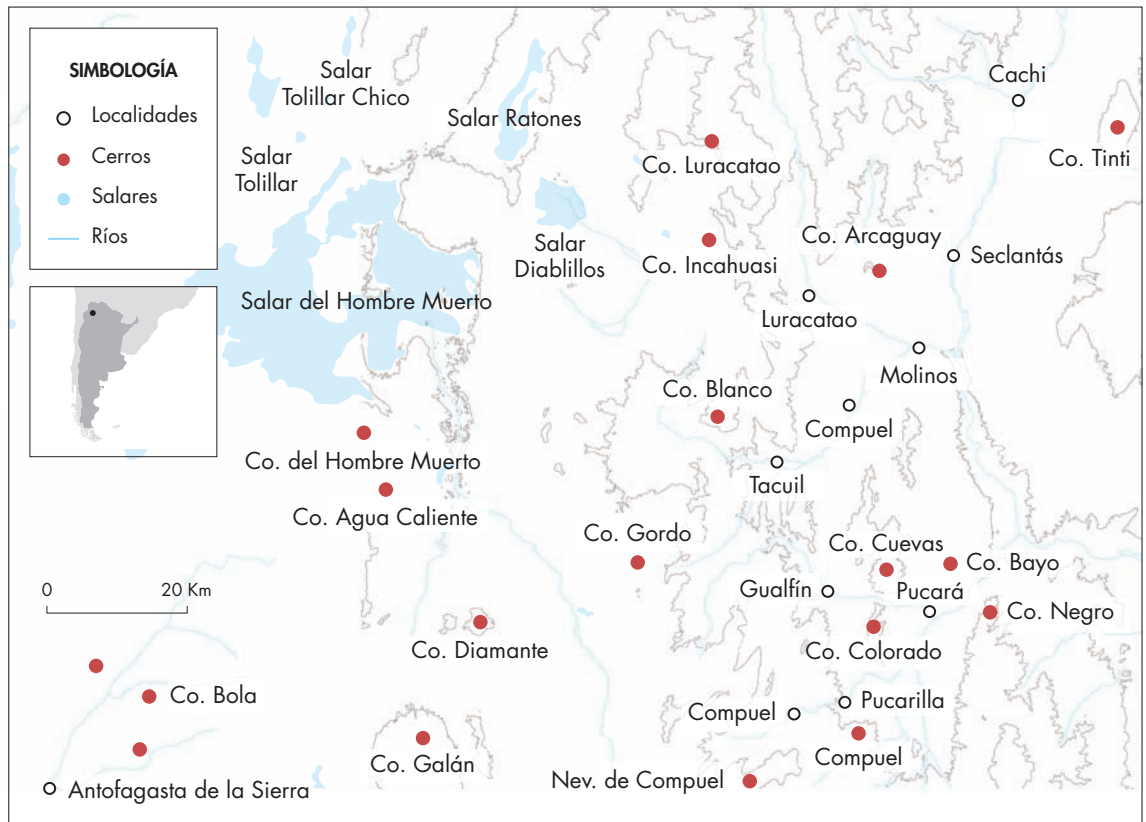 SIMBOLOGÍA
Localidades
Cerros
Salares
Ríos
Salar
Tolillar Chico
Salar Ratones
Salar
Tolillar
Salar
Diablillos
Salar del Hombre Muerto
Cachi
Co. Tinti
Co. Luracatao
Co. Arcaguay
Seclantás
Co. Incahuasi
Luracatao
Molinos
Co. Blanco
Compuel
Co. del Hombre Muerto
Tacuil
Co. Agua Caliente
Co. Gordo
Co. Cuevas
Co. Bayo
0 20 Km
Gualfín
Pucará
Co. Negro
Co. Diamante
Co. Colorado
Co. Bola
Compuel
Pucarilla
Compuel
Co. Galán
Nev. de Compuel
Antofagasta de la Sierra